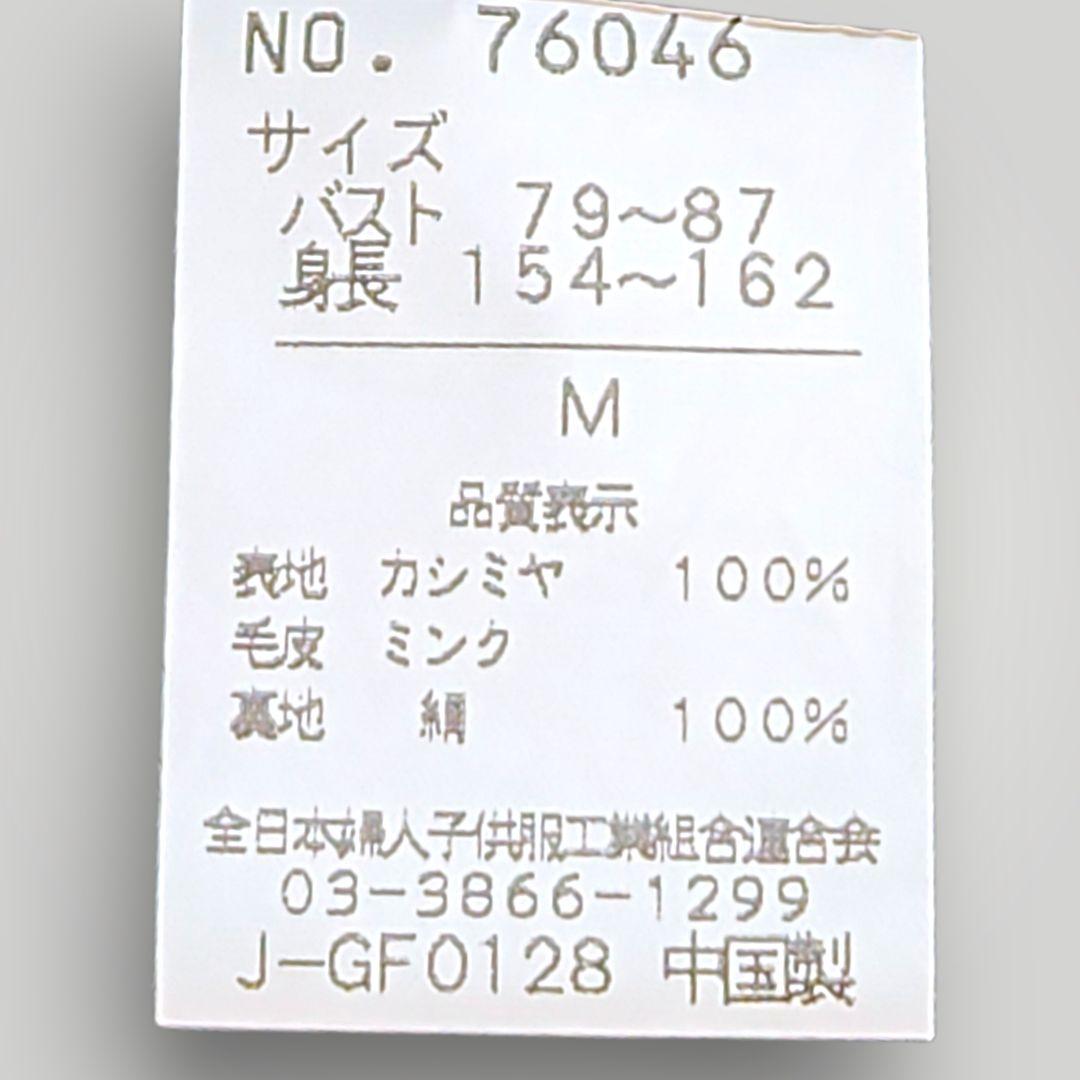 NO. 76046
サイズ
バスト 79~87
身長 154~162
M
品質表示
表地 カシミヤ 100%
毛皮 ミンク
裏地 絹 100%
全日本婦人子供服工業組合連合会
03-3866-1299
J-GF0128 中国製